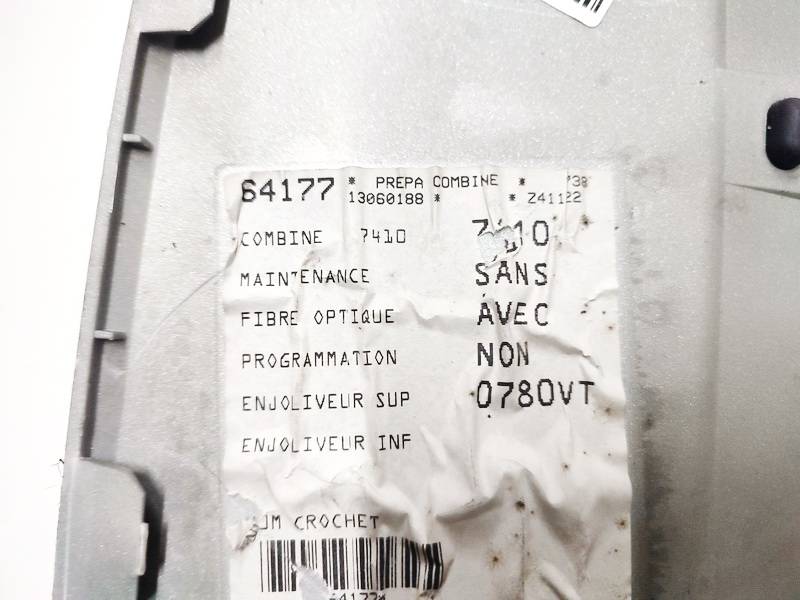 64177 * PREPA COMBINE *
13060188 * * Z41122
COMBINE 7410
MAINTENANCE SANS
FIBRE OPTIQUE AVEC
PROGRAMMATION NON
ENJOLIVEUR SUP 0780VT
ENJOLIVEUR INF
CROCHET